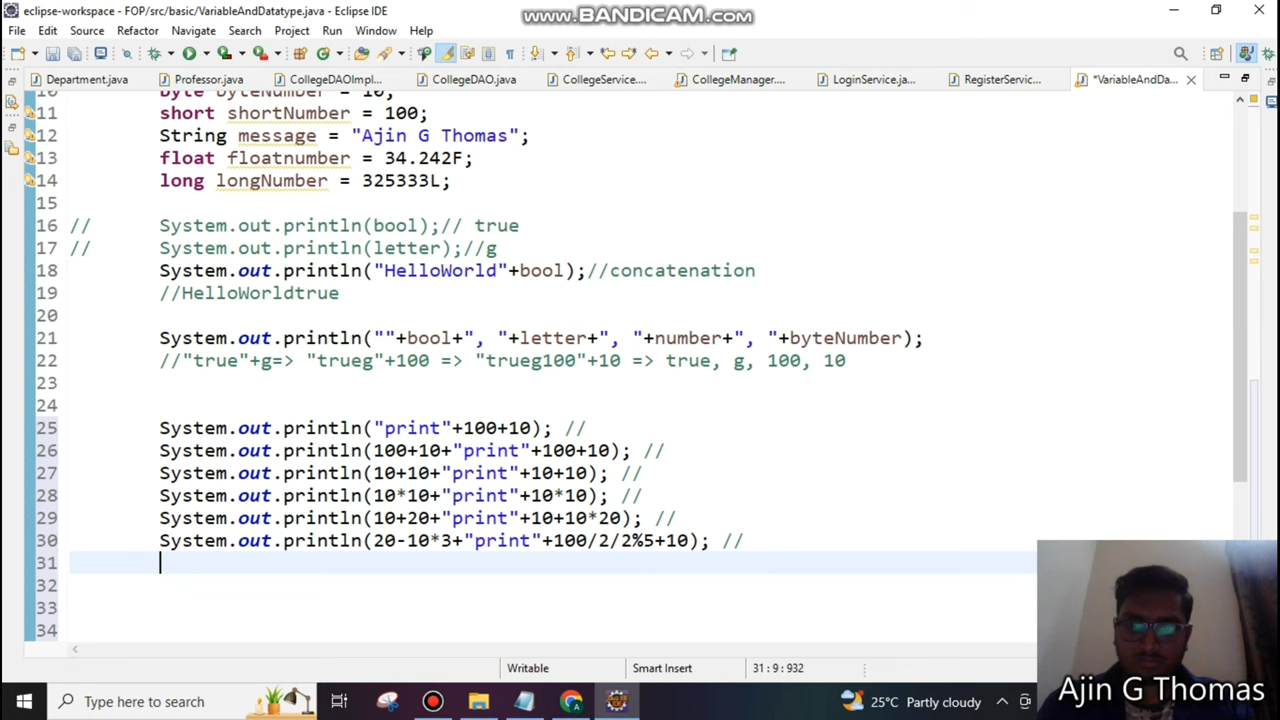 eclipse-workspace - FOP/src/basic/VariableAndDatatype.java - Eclipse IDE
www.BANDICAM.com
File Edit Source Refactor Navigate Search Project Run Window Help
Department.java Professor.java CollegeDAOImpl... CollegeDAO.java CollegeService.... CollegeManager.... LoginService.ja... RegisterServic... *VariableAndDa...
10 byte byteNumber = 10;
11 short shortNumber = 100;
12 String message = "Ajin G Thomas";
13 float floatnumber = 34.242F;
14 long longNumber = 325333L;
15
16 // System.out.println(bool);// true
17 // System.out.println(letter);//g
18 System.out.println("HelloWorld"+bool);//concatenation
19 //HelloWorldtrue
20
21 System.out.println(""+bool+", "+letter+", "+number+", "+byteNumber);
22 //"true"+g=> "trueg"+100 => "trueg100"+10 => true, g, 100, 10
23
24
25 System.out.println("print"+100+10); //
26 System.out.println(100+10+"print"+100+10); //
27 System.out.println(10+10+"print"+10+10); //
28 System.out.println(10*10+"print"+10*10); //
29 System.out.println(10+20+"print"+10+10*20); //
30 System.out.println(20-10*3+"print"+100/2/2%5+10); //
31
32
33
34
Writable Smart Insert 31 : 9 : 932
Ajin G Thomas
Type here to search 25°C Partly cloudy